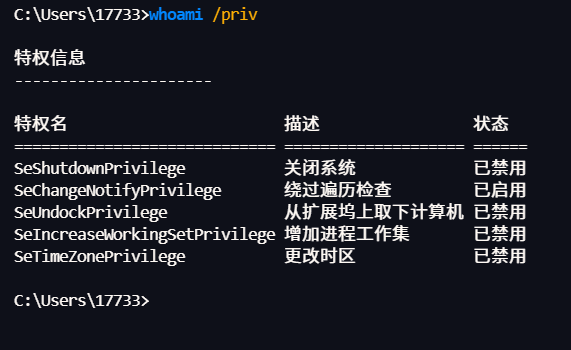 C:\Users\17733>whoami /priv
特权信息
----------------------
特权名 描述 状态
============================= ==================== ======
SeShutdownPrivilege 关闭系统 已禁用
SeChangeNotifyPrivilege 绕过遍历检查 已启用
SeUndockPrivilege 从扩展坞上取下计算机 已禁用
SeIncreaseWorkingSetPrivilege 增加进程工作集 已禁用
SeTimeZonePrivilege 更改时区 已禁用
C:\Users\17733>